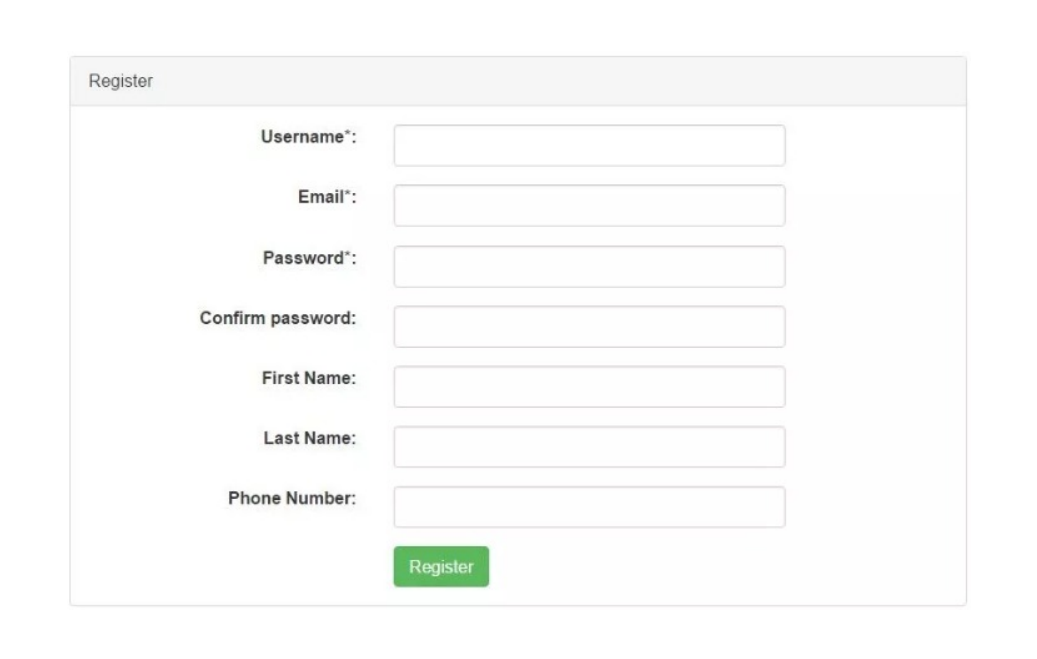 Register
Username*:
Email*:
Password*:
Confirm password:
First Name:
Last Name:
Phone Number:
Register